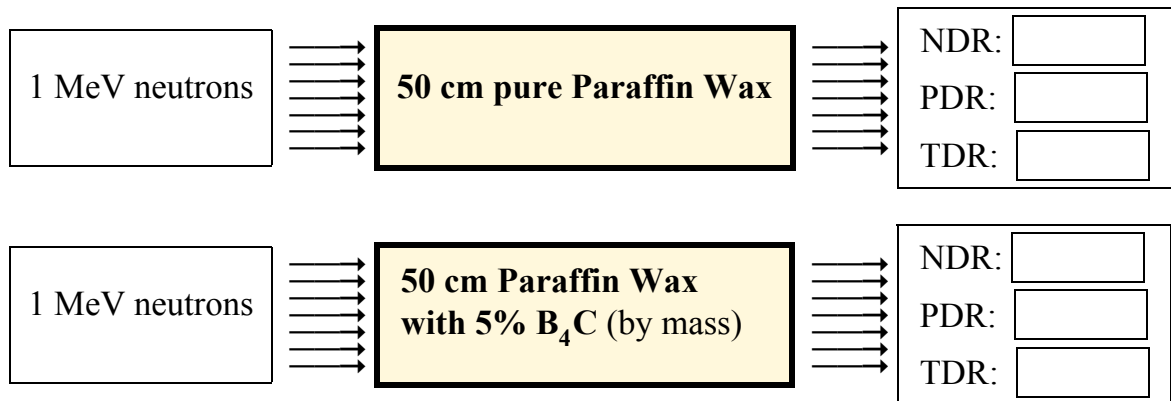 1 MeV neutrons
50 cm pure Paraffin Wax
NDR:
PDR:
TDR:
1 MeV neutrons
50 cm Paraffin Wax
with 5% B₄C (by mass)
NDR:
PDR:
TDR: